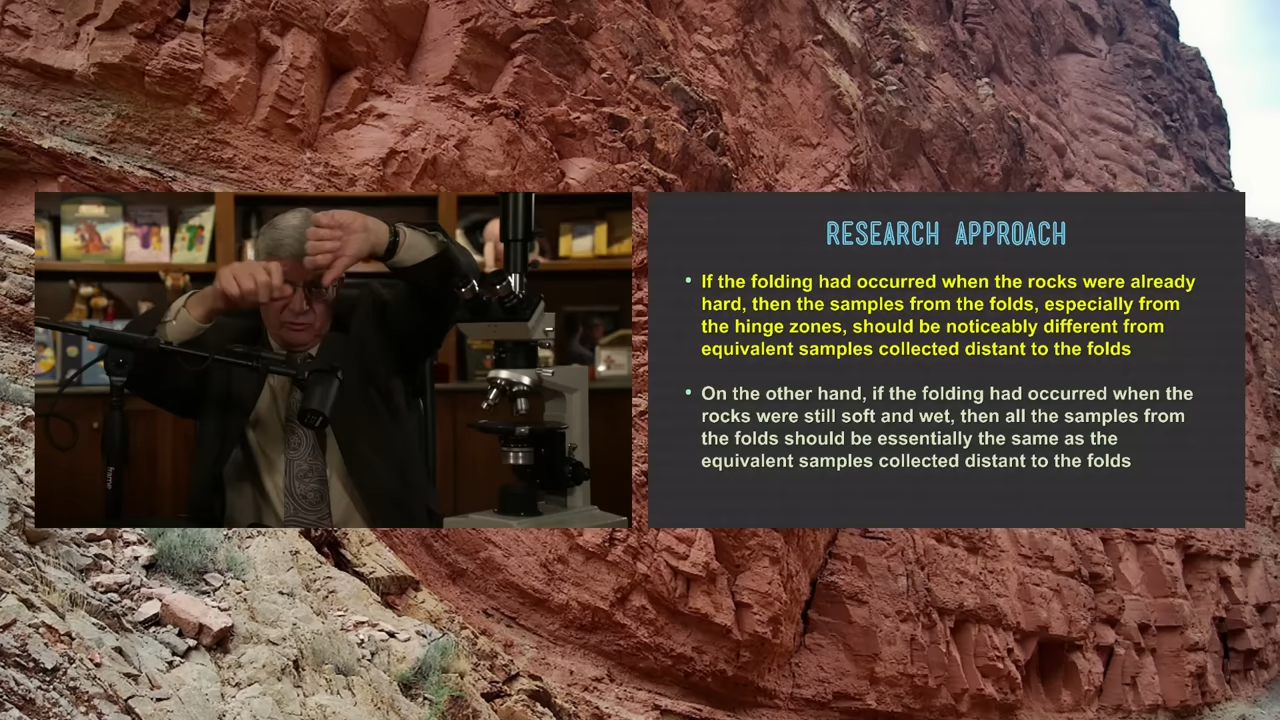 RESEARCH APPROACH
• If the folding had occurred when the rocks were already
hard, then the samples from the folds, especially from
the hinge zones, should be noticeably different from
equivalent samples collected distant to the folds
• On the other hand, if the folding had occurred when the
rocks were still soft and wet, then all the samples from
the folds should be essentially the same as the
equivalent samples collected distant to the folds